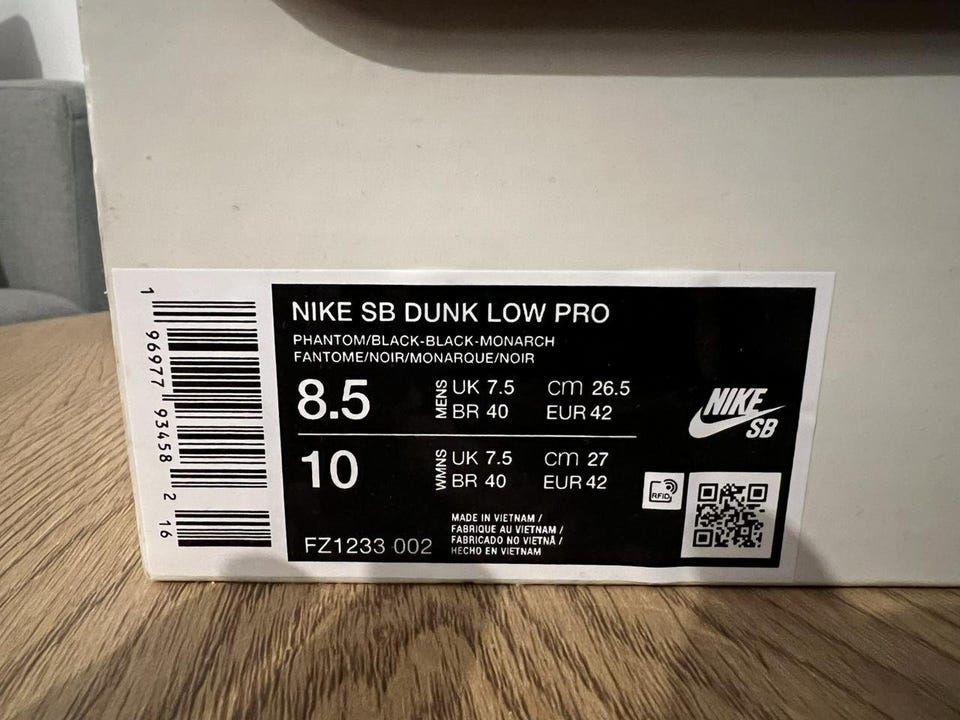 1 96977 93458 2 16
NIKE SB DUNK LOW PRO
PHANTOM/BLACK-BLACK-MONARCH
FANTOME/NOIR/MONARQUE/NOIR
8.5 MENS UK 7.5 cm 26.5
BR 40 EUR 42
10 WMNS UK 7.5 cm 27
BR 40 EUR 42
NIKE
SB
RFID
FZ1233 002
MADE IN VIETNAM /
FABRIQUE AU VIETNAM /
FABRICADO NO VIETNÃ /
HECHO EN VIETNAM